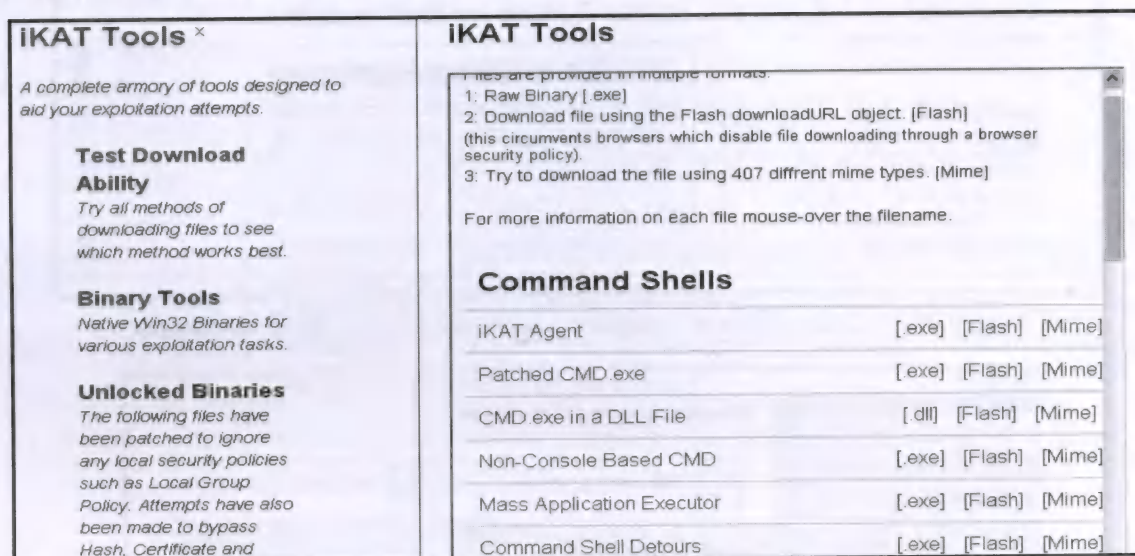 iKAT Tools ×
A complete armory of tools designed to
aid your exploitation attempts.
Test Download
Ability
Try all methods of
downloading files to see
which method works best.
Binary Tools
Native Win32 Binaries for
various exploitation tasks.
Unlocked Binaries
The following files have
been patched to ignore
any local security policies
such as Local Group
Policy. Attempts have also
been made to bypass
Hash, Certificate and
iKAT Tools
Files are provided in multiple formats.
1: Raw Binary [.exe]
2: Download file using the Flash downloadURL object. [Flash]
(this circumvents browsers which disable file downloading through a browser
security policy).
3: Try to download the file using 407 diffrent mime types. [Mime]
For more information on each file mouse-over the filename.
Command Shells
iKAT Agent [.exe] [Flash] [Mime]
Patched CMD.exe [.exe] [Flash] [Mime]
CMD.exe in a DLL File [.dll] [Flash] [Mime]
Non-Console Based CMD [.exe] [Flash] [Mime]
Mass Application Executor [.exe] [Flash] [Mime]
Command Shell Detours [.exe] [Flash] [Mime]